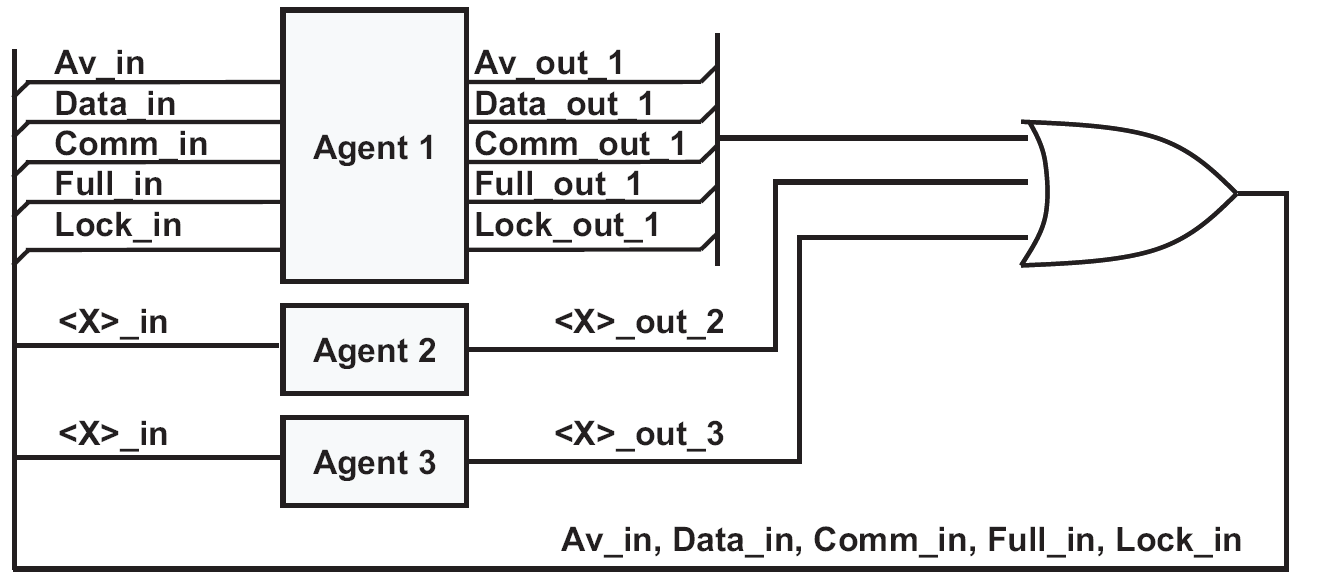 Av_in
Data_in
Comm_in
Full_in
Lock_in
Agent 1
Av_out_1
Data_out_1
Comm_out_1
Full_out_1
Lock_out_1
<X>_in
Agent 2
<X>_out_2
<X>_in
Agent 3
<X>_out_3
Av_in, Data_in, Comm_in, Full_in, Lock_in